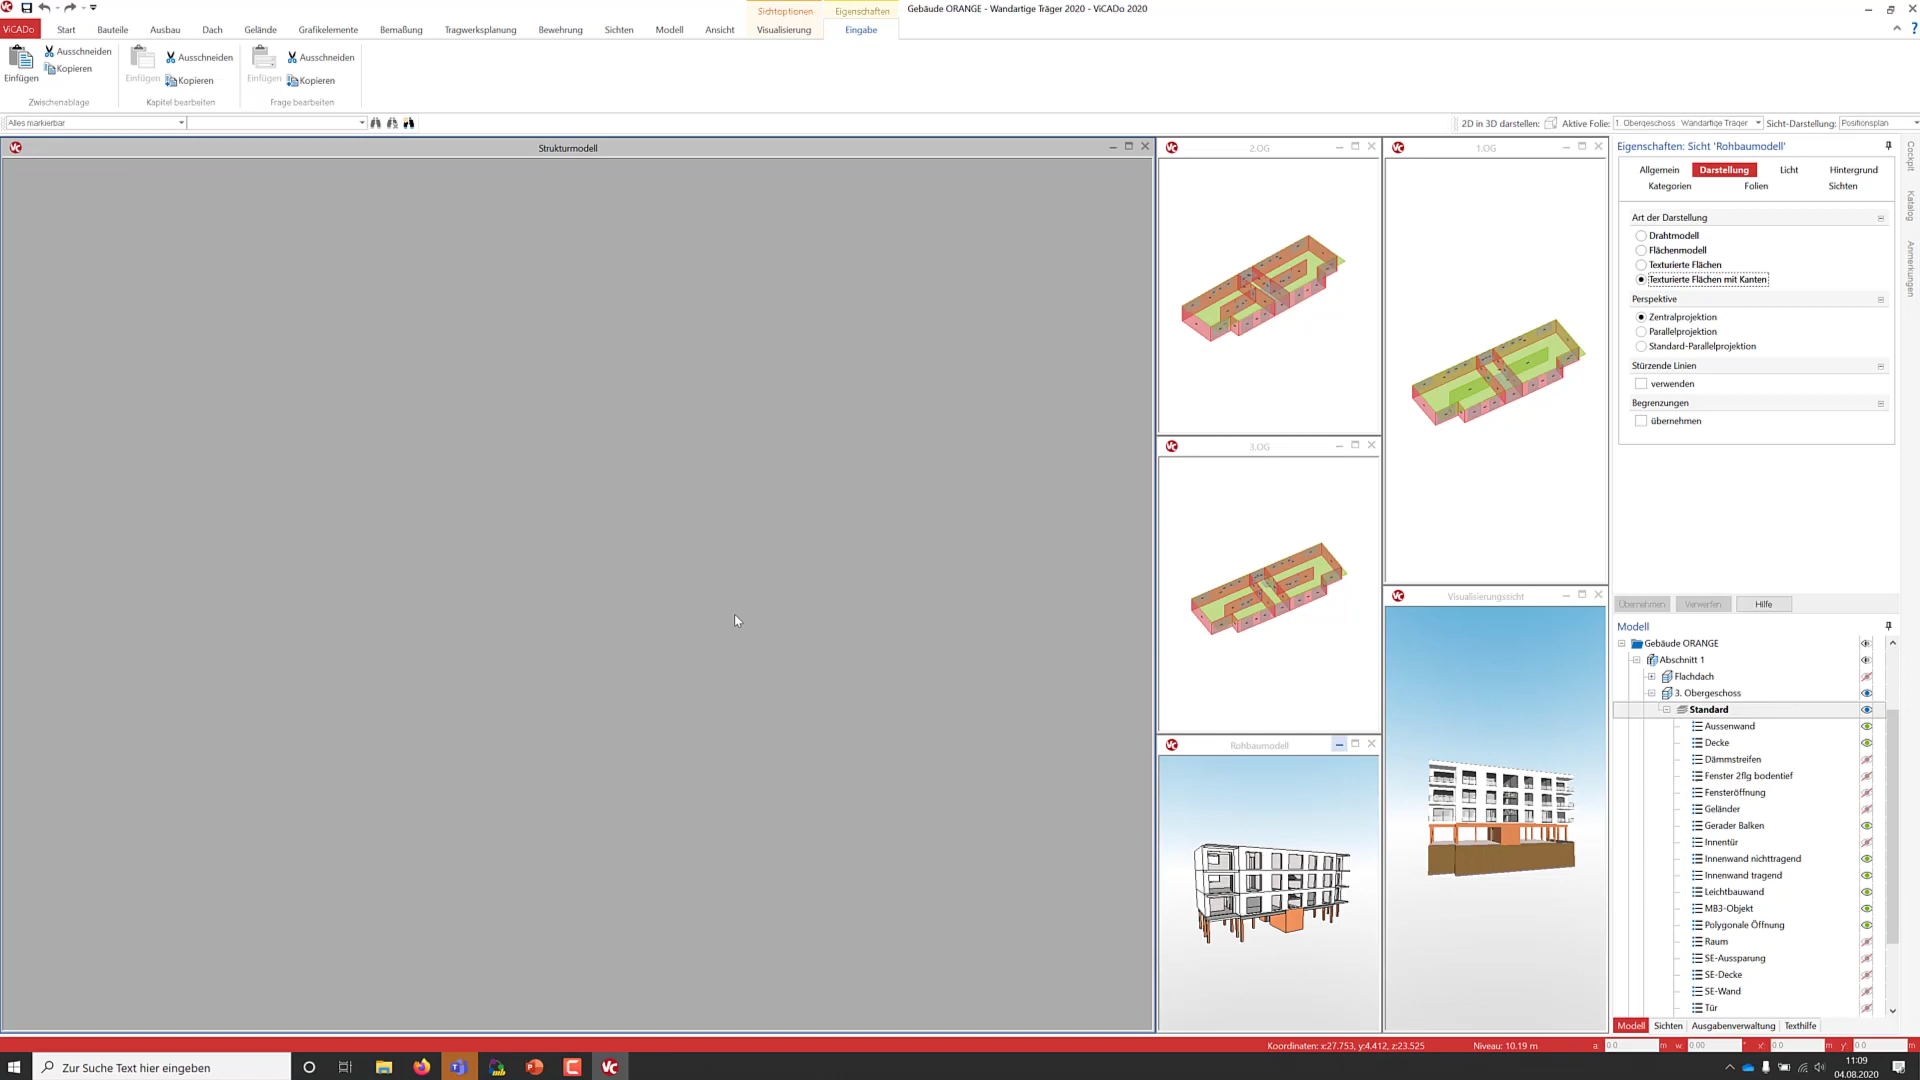 Sichtoptionen
Eigenschaften
Gebäude ORANGE - Wandartige Träger 2020 - ViCADo 2020
ViCADo
Start
Bauteile
Ausbau
Dach
Gelände
Grafikelemente
Bemaßung
Tragwerksplanung
Bewehrung
Sichten
Modell
Ansicht
Visualisierung
Eingabe
Einfügen
Ausschneiden
Kopieren
Zwischenablage
Einfügen
Ausschneiden
Kopieren
Kapitel bearbeiten
Einfügen
Ausschneiden
Kopieren
Frage bearbeiten
Alles markierbar
2D in 3D darstellen:
Aktive Folie:
1. Obergeschoss : Wandartige Träger
Sicht-Darstellung:
Positionsplan
Strukturmodell
2.OG
1.OG
3.OG
Rohbaumodell
Visualisierungssicht
Eigenschaften: Sicht 'Rohbaumodell'
Allgemein
Darstellung
Licht
Hintergrund
Kategorien
Folien
Sichten
Art der Darstellung
Drahtmodell
Flächenmodell
Texturierte Flächen
Texturierte Flächen mit Kanten
Perspektive
Zentralprojektion
Parallelprojektion
Standard-Parallelprojektion
Stürzende Linien
verwenden
Begrenzungen
übernehmen
Übernehmen
Verwerfen
Hilfe
Cockpit
Katalog
Anmerkungen
Modell
Gebäude ORANGE
Abschnitt 1
Flachdach
3. Obergeschoss
Standard
Aussenwand
Decke
Dämmstreifen
Fenster 2flg bodentief
Fensteröffnung
Geländer
Gerader Balken
Innentür
Innenwand nichttragend
Innenwand tragend
Leichtbauwand
MB3-Objekt
Polygonale Öffnung
Raum
SE-Aussparung
SE-Decke
SE-Wand
Tür
Modell
Sichten
Ausgabenverwaltung
Texthilfe
Koordinaten: x:27.753, y:4.412, z:23.525
Niveau: 10.19 m
a 0.0 m w: 0.00 ° x' 0.0 m y' 0.0 m
Zur Suche Text hier eingeben
11:09
04.08.2020